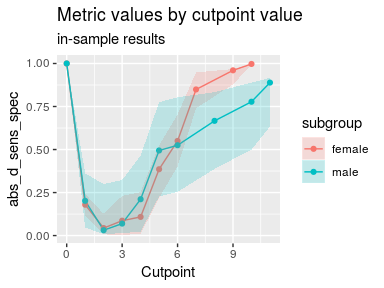 Metric values by cutpoint value
in-sample results
abs_d_sens_spec
1.00
0.75
0.50
0.25
0.00
0 3 6 9
Cutpoint
subgroup
female
male